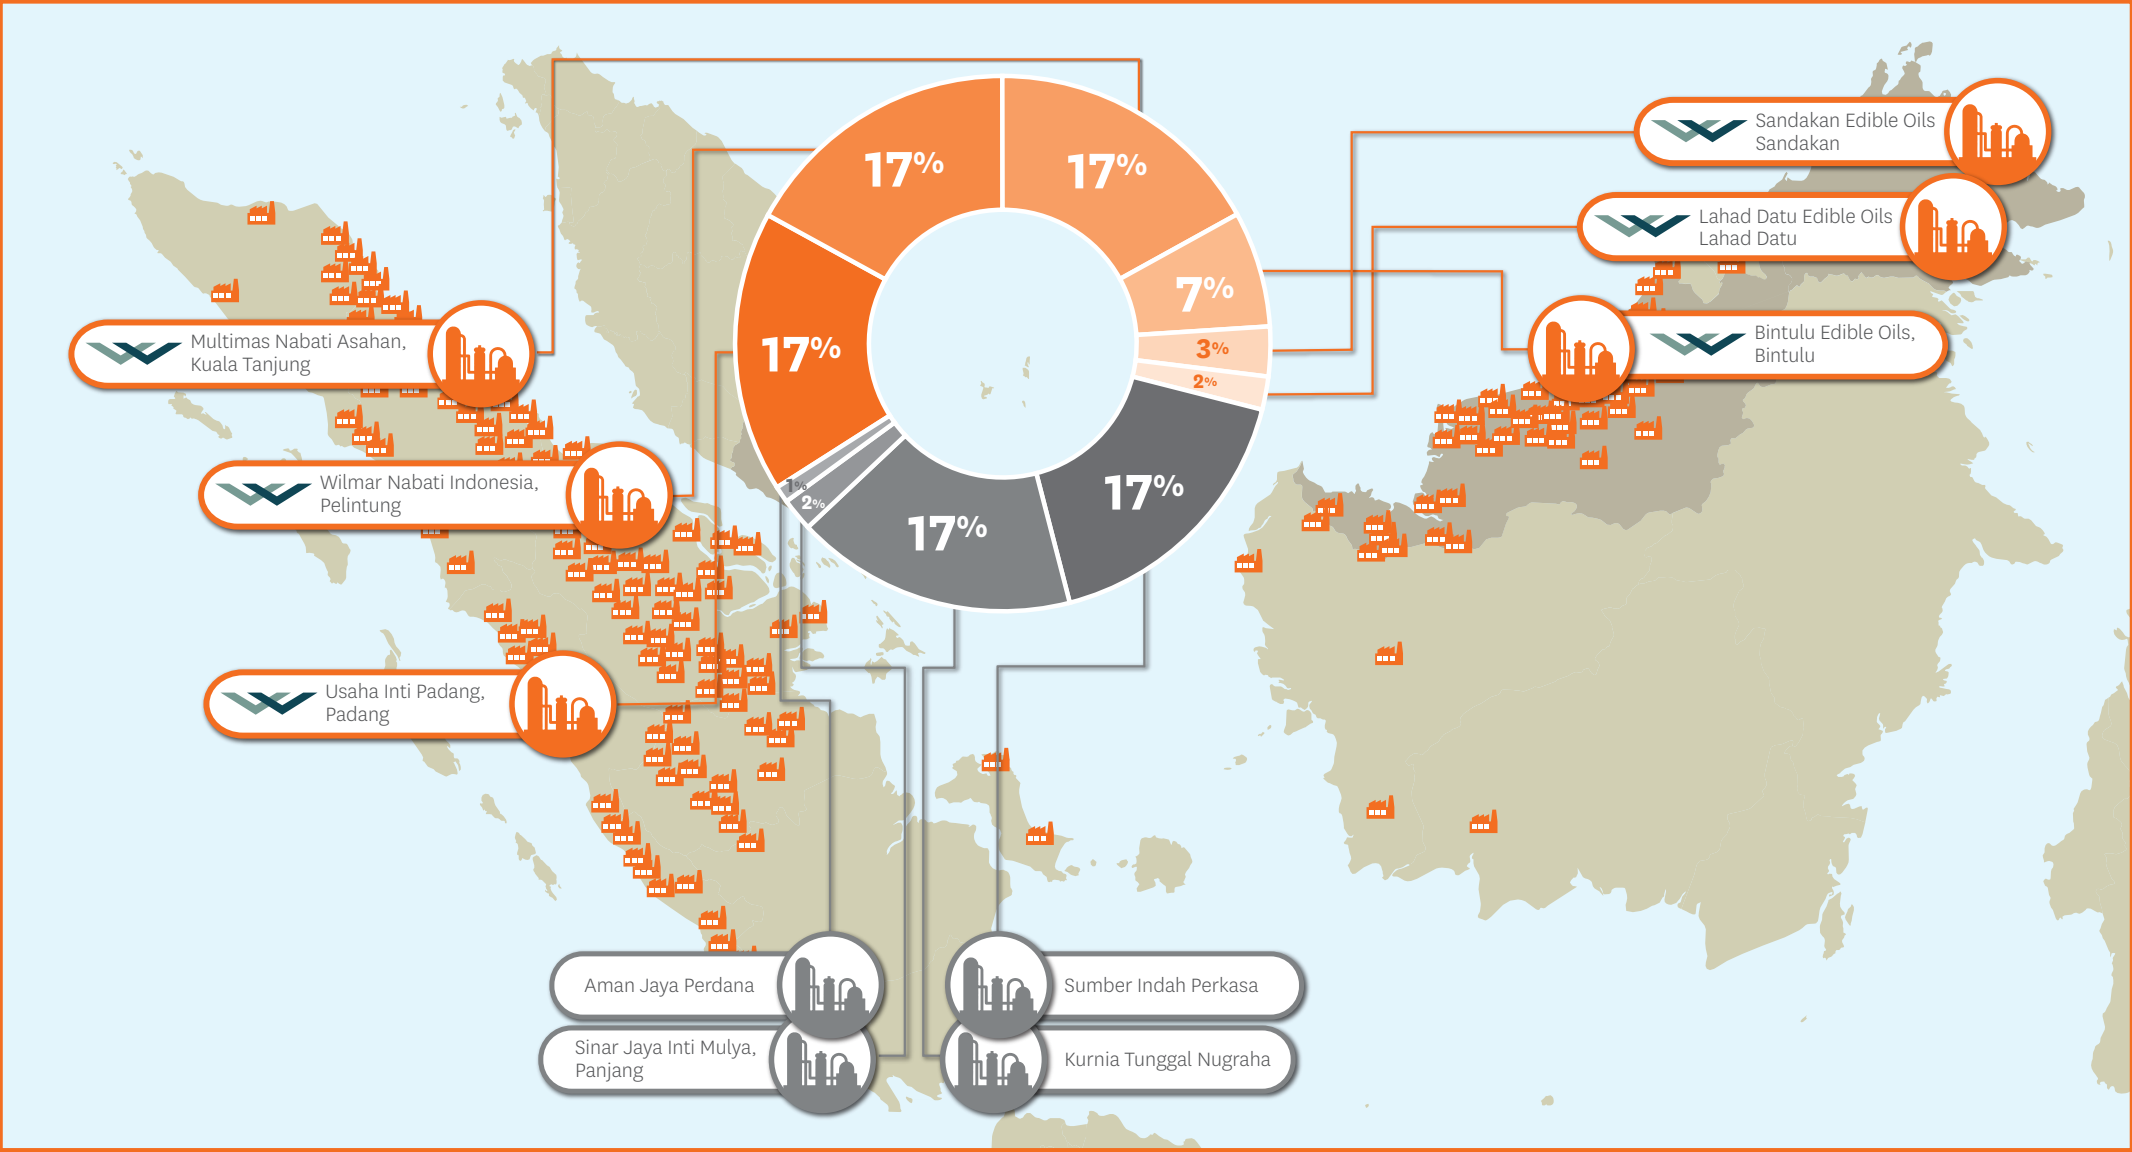 17%
17%
7%
3%
2%
17%
17%
2%
1%
17%
Sandakan Edible Oils
Sandakan
Lahad Datu Edible Oils
Lahad Datu
Bintulu Edible Oils,
Bintulu
Multimas Nabati Asahan,
Kuala Tanjung
Wilmar Nabati Indonesia,
Pelintung
Usaha Inti Padang,
Padang
Aman Jaya Perdana
Sumber Indah Perkasa
Sinar Jaya Inti Mulya,
Panjang
Kurnia Tunggal Nugraha